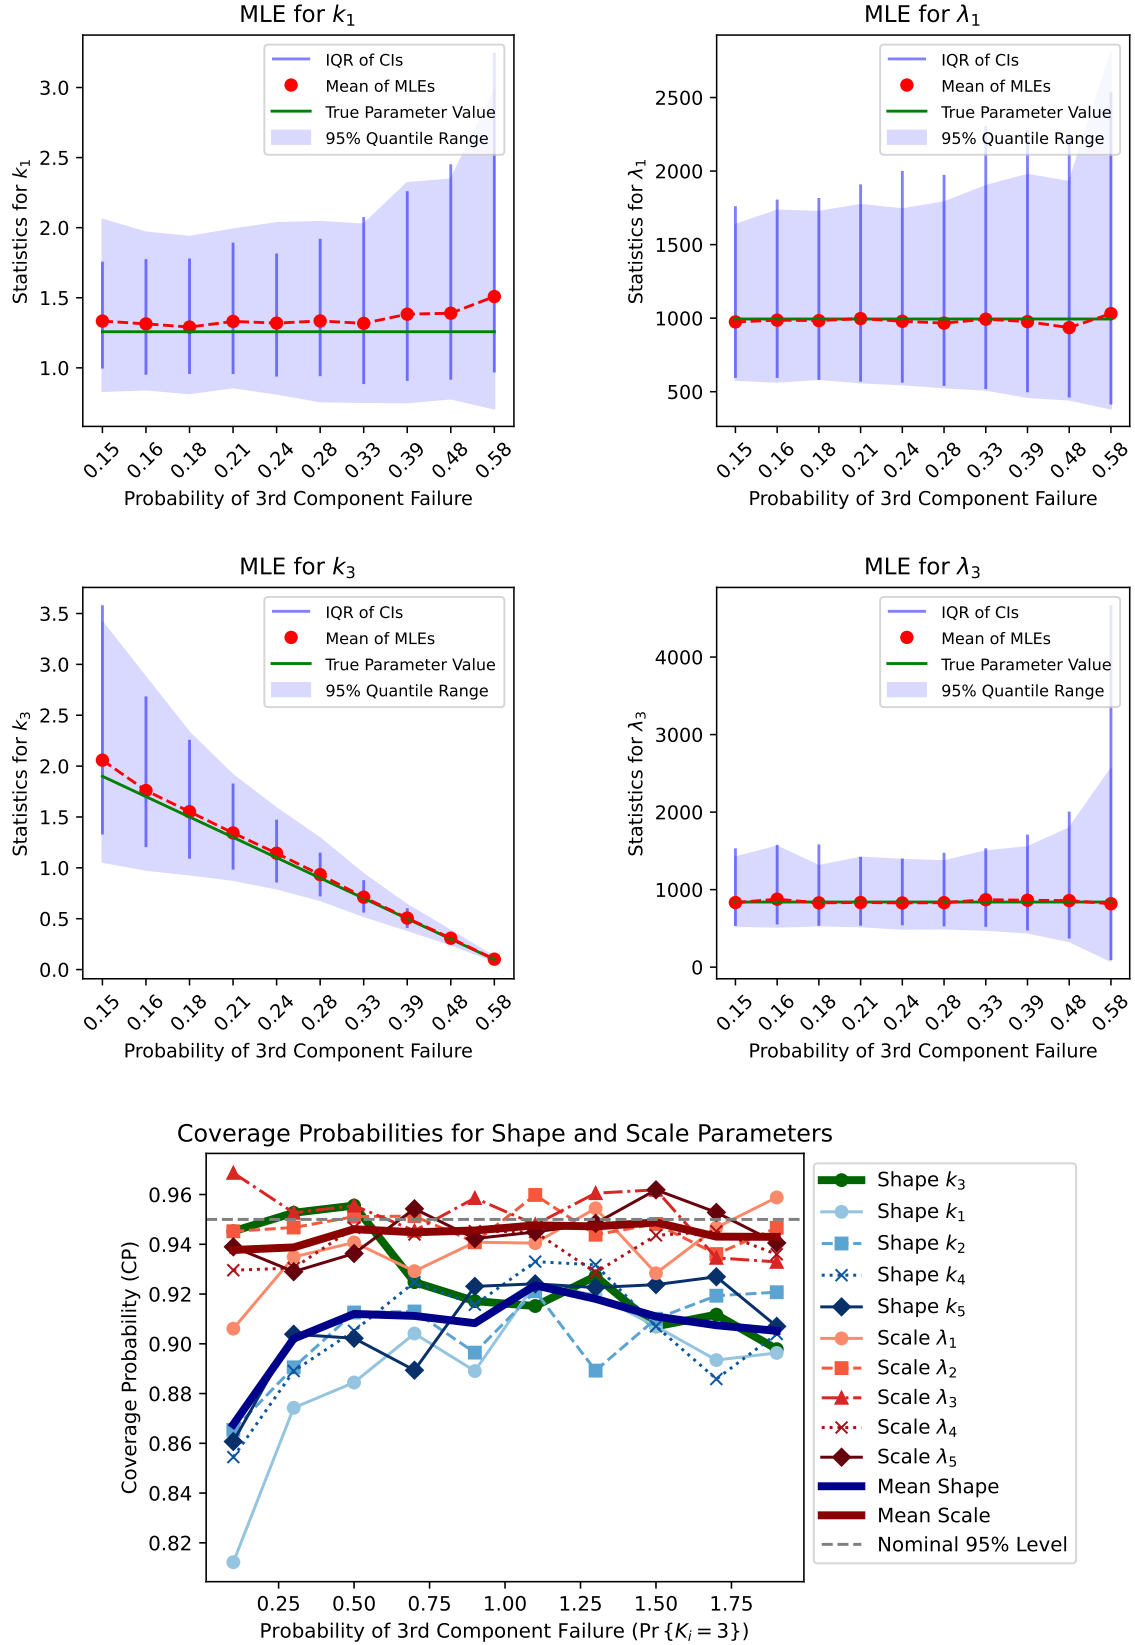 MLE for k₁
IQR of CIs
Mean of MLEs
True Parameter Value
95% Quantile Range
Statistics for k₁
3.0
2.5
2.0
1.5
1.0
0.15
0.16
0.18
0.21
0.24
0.28
0.33
0.39
0.48
0.58
Probability of 3rd Component Failure
MLE for λ₁
IQR of CIs
Mean of MLEs
True Parameter Value
95% Quantile Range
Statistics for λ₁
2500
2000
1500
1000
500
0.15
0.16
0.18
0.21
0.24
0.28
0.33
0.39
0.48
0.58
Probability of 3rd Component Failure
MLE for k₃
IQR of CIs
Mean of MLEs
True Parameter Value
95% Quantile Range
Statistics for k₃
3.5
3.0
2.5
2.0
1.5
1.0
0.5
0.0
0.15
0.16
0.18
0.21
0.24
0.28
0.33
0.39
0.48
0.58
Probability of 3rd Component Failure
MLE for λ₃
IQR of CIs
Mean of MLEs
True Parameter Value
95% Quantile Range
Statistics for λ₃
4000
3000
2000
1000
0
0.15
0.16
0.18
0.21
0.24
0.28
0.33
0.39
0.48
0.58
Probability of 3rd Component Failure
Coverage Probabilities for Shape and Scale Parameters
Coverage Probability (CP)
0.96
0.94
0.92
0.90
0.88
0.86
0.84
0.82
0.25
0.50
0.75
1.00
1.25
1.50
1.75
Probability of 3rd Component Failure (Pr {Kᵢ = 3})
Shape k₃
Shape k₁
Shape k₂
Shape k₄
Shape k₅
Scale λ₁
Scale λ₂
Scale λ₃
Scale λ₄
Scale λ₅
Mean Shape
Mean Scale
Nominal 95% Level